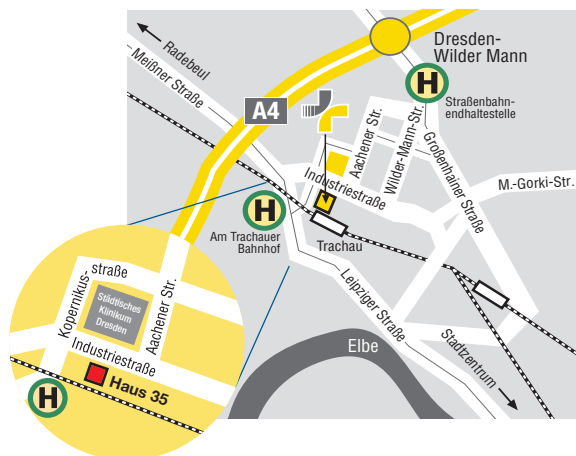 Radebeul
Meißner Straße
A4
Dresden-
Wilder Mann
H
Straßenbahn-
endhaltestelle
Aachener Str.
Wilder-Mann-Str.
Großenhainer Straße
Industriestraße
M.-Gorki-Str.
H
Am Trachauer
Bahnhof
Trachau
Leipziger Straße
Elbe
Stadtzentrum
Kopernikus-
straße
Städtisches
Klinikum
Dresden
Aachener Str.
Industriestraße
H
Haus 35